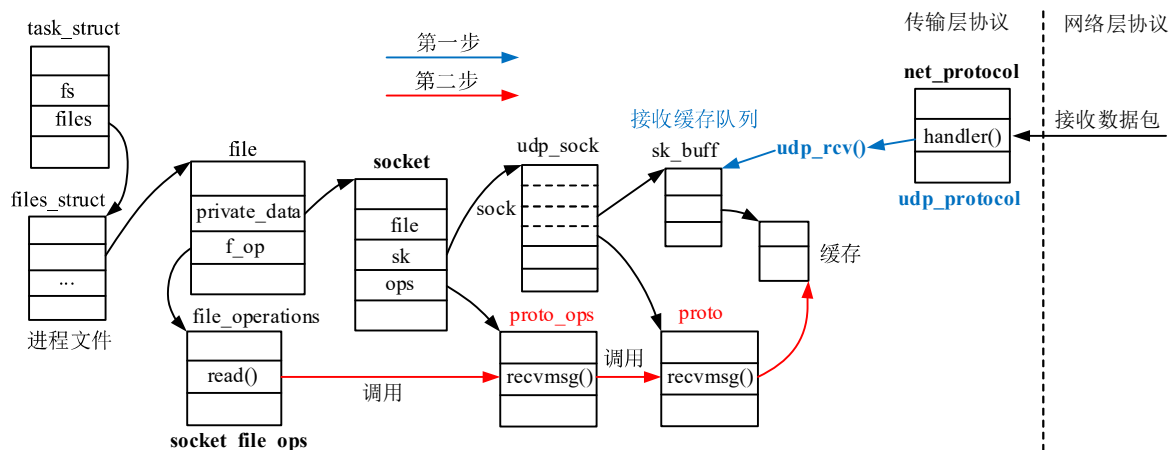 task_struct
fs
files
files_struct
...
进程文件
file
private_data
f_op
file_operations
read()
socket_file_ops
第一步
第二步
socket
file
sk
ops
调用
接收缓存队列
udp_sock
sock
sk_buff
缓存
proto_ops
recvmsg()
调用
proto
recvmsg()
udp_rcv()
传输层协议
net_protocol
handler()
udp_protocol
网络层协议
接收数据包